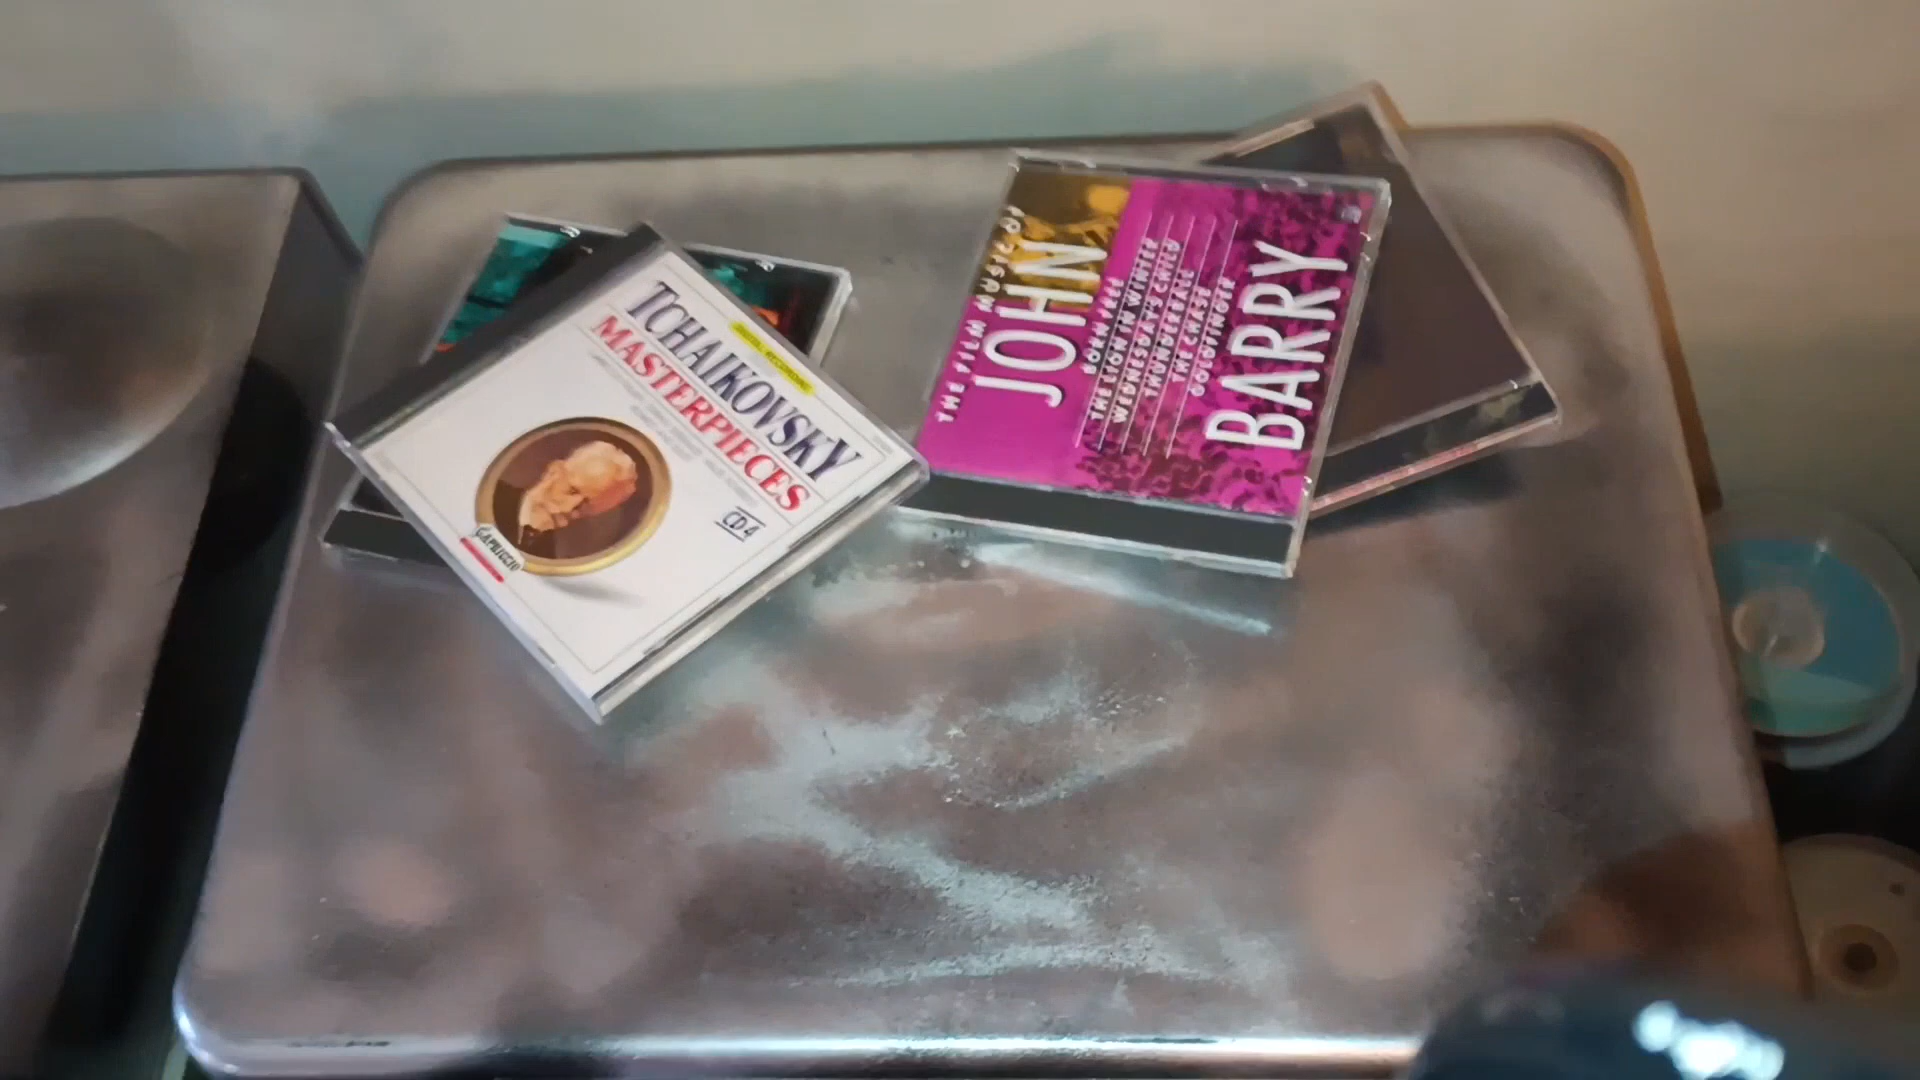 TCHAIKOVSKY
MASTERPIECES
DIGITAL RECORDING
CD 4
CAPRICCIO
THE FILM MUSIC OF
JOHN
BORN FREE
THE LION IN WINTER
WEDNESDAY'S CHILD
THUNDERBALL
THE CHASE
GOLDFINGER
BARRY